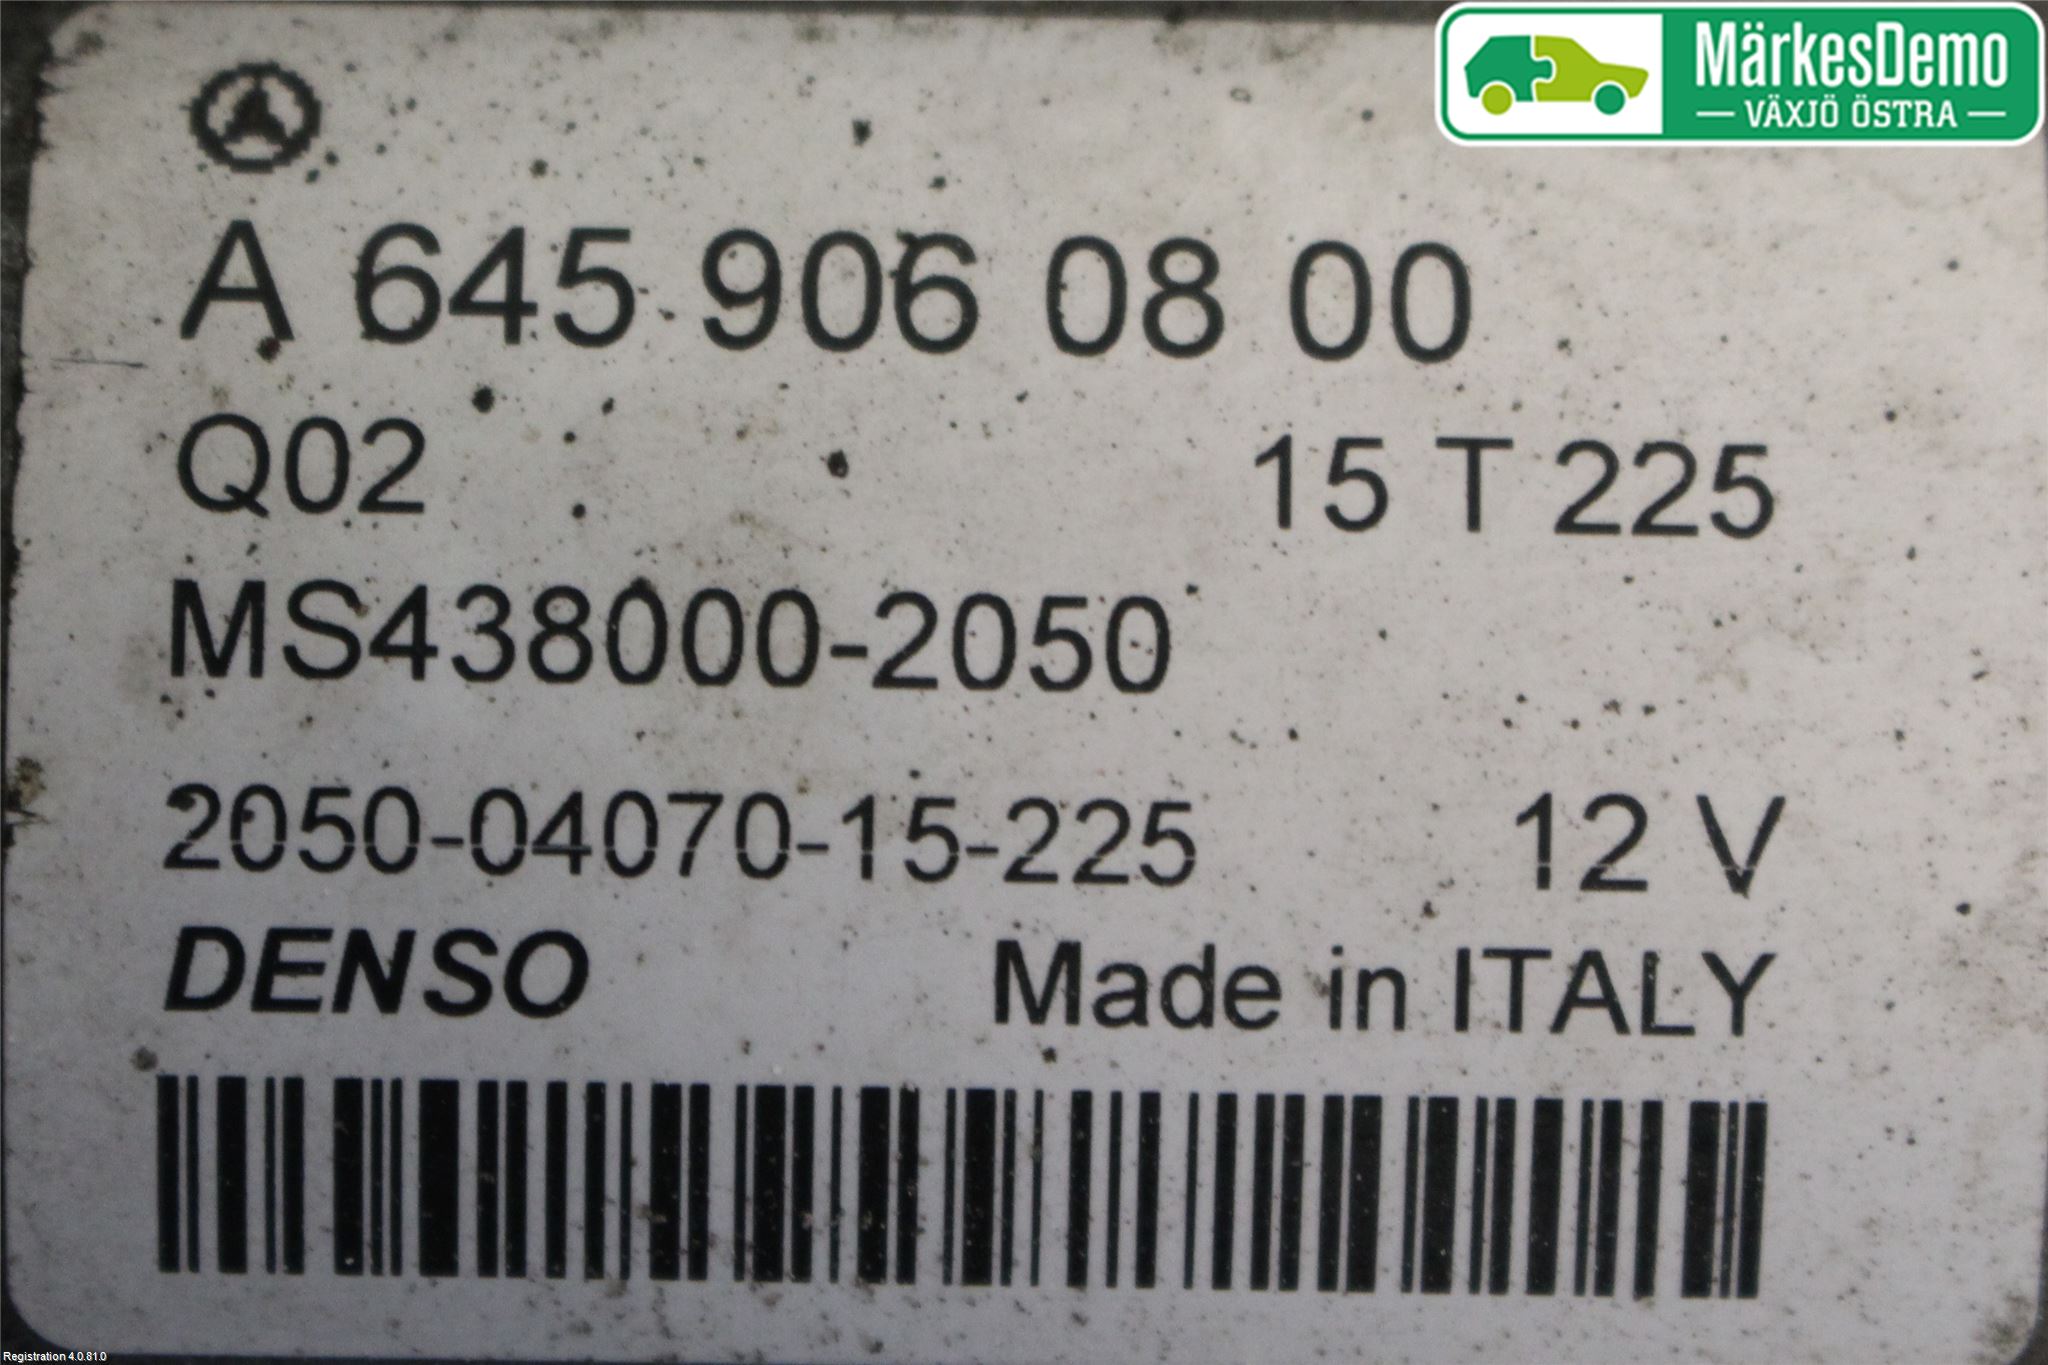 MärkesDemo
VÄXJÖ ÖSTRA
A 645 906 08 00
Q02 15 T 225
MS438000-2050
2050-04070-15-225 12 V
DENSO Made in ITALY
Registration 4.0.81.0